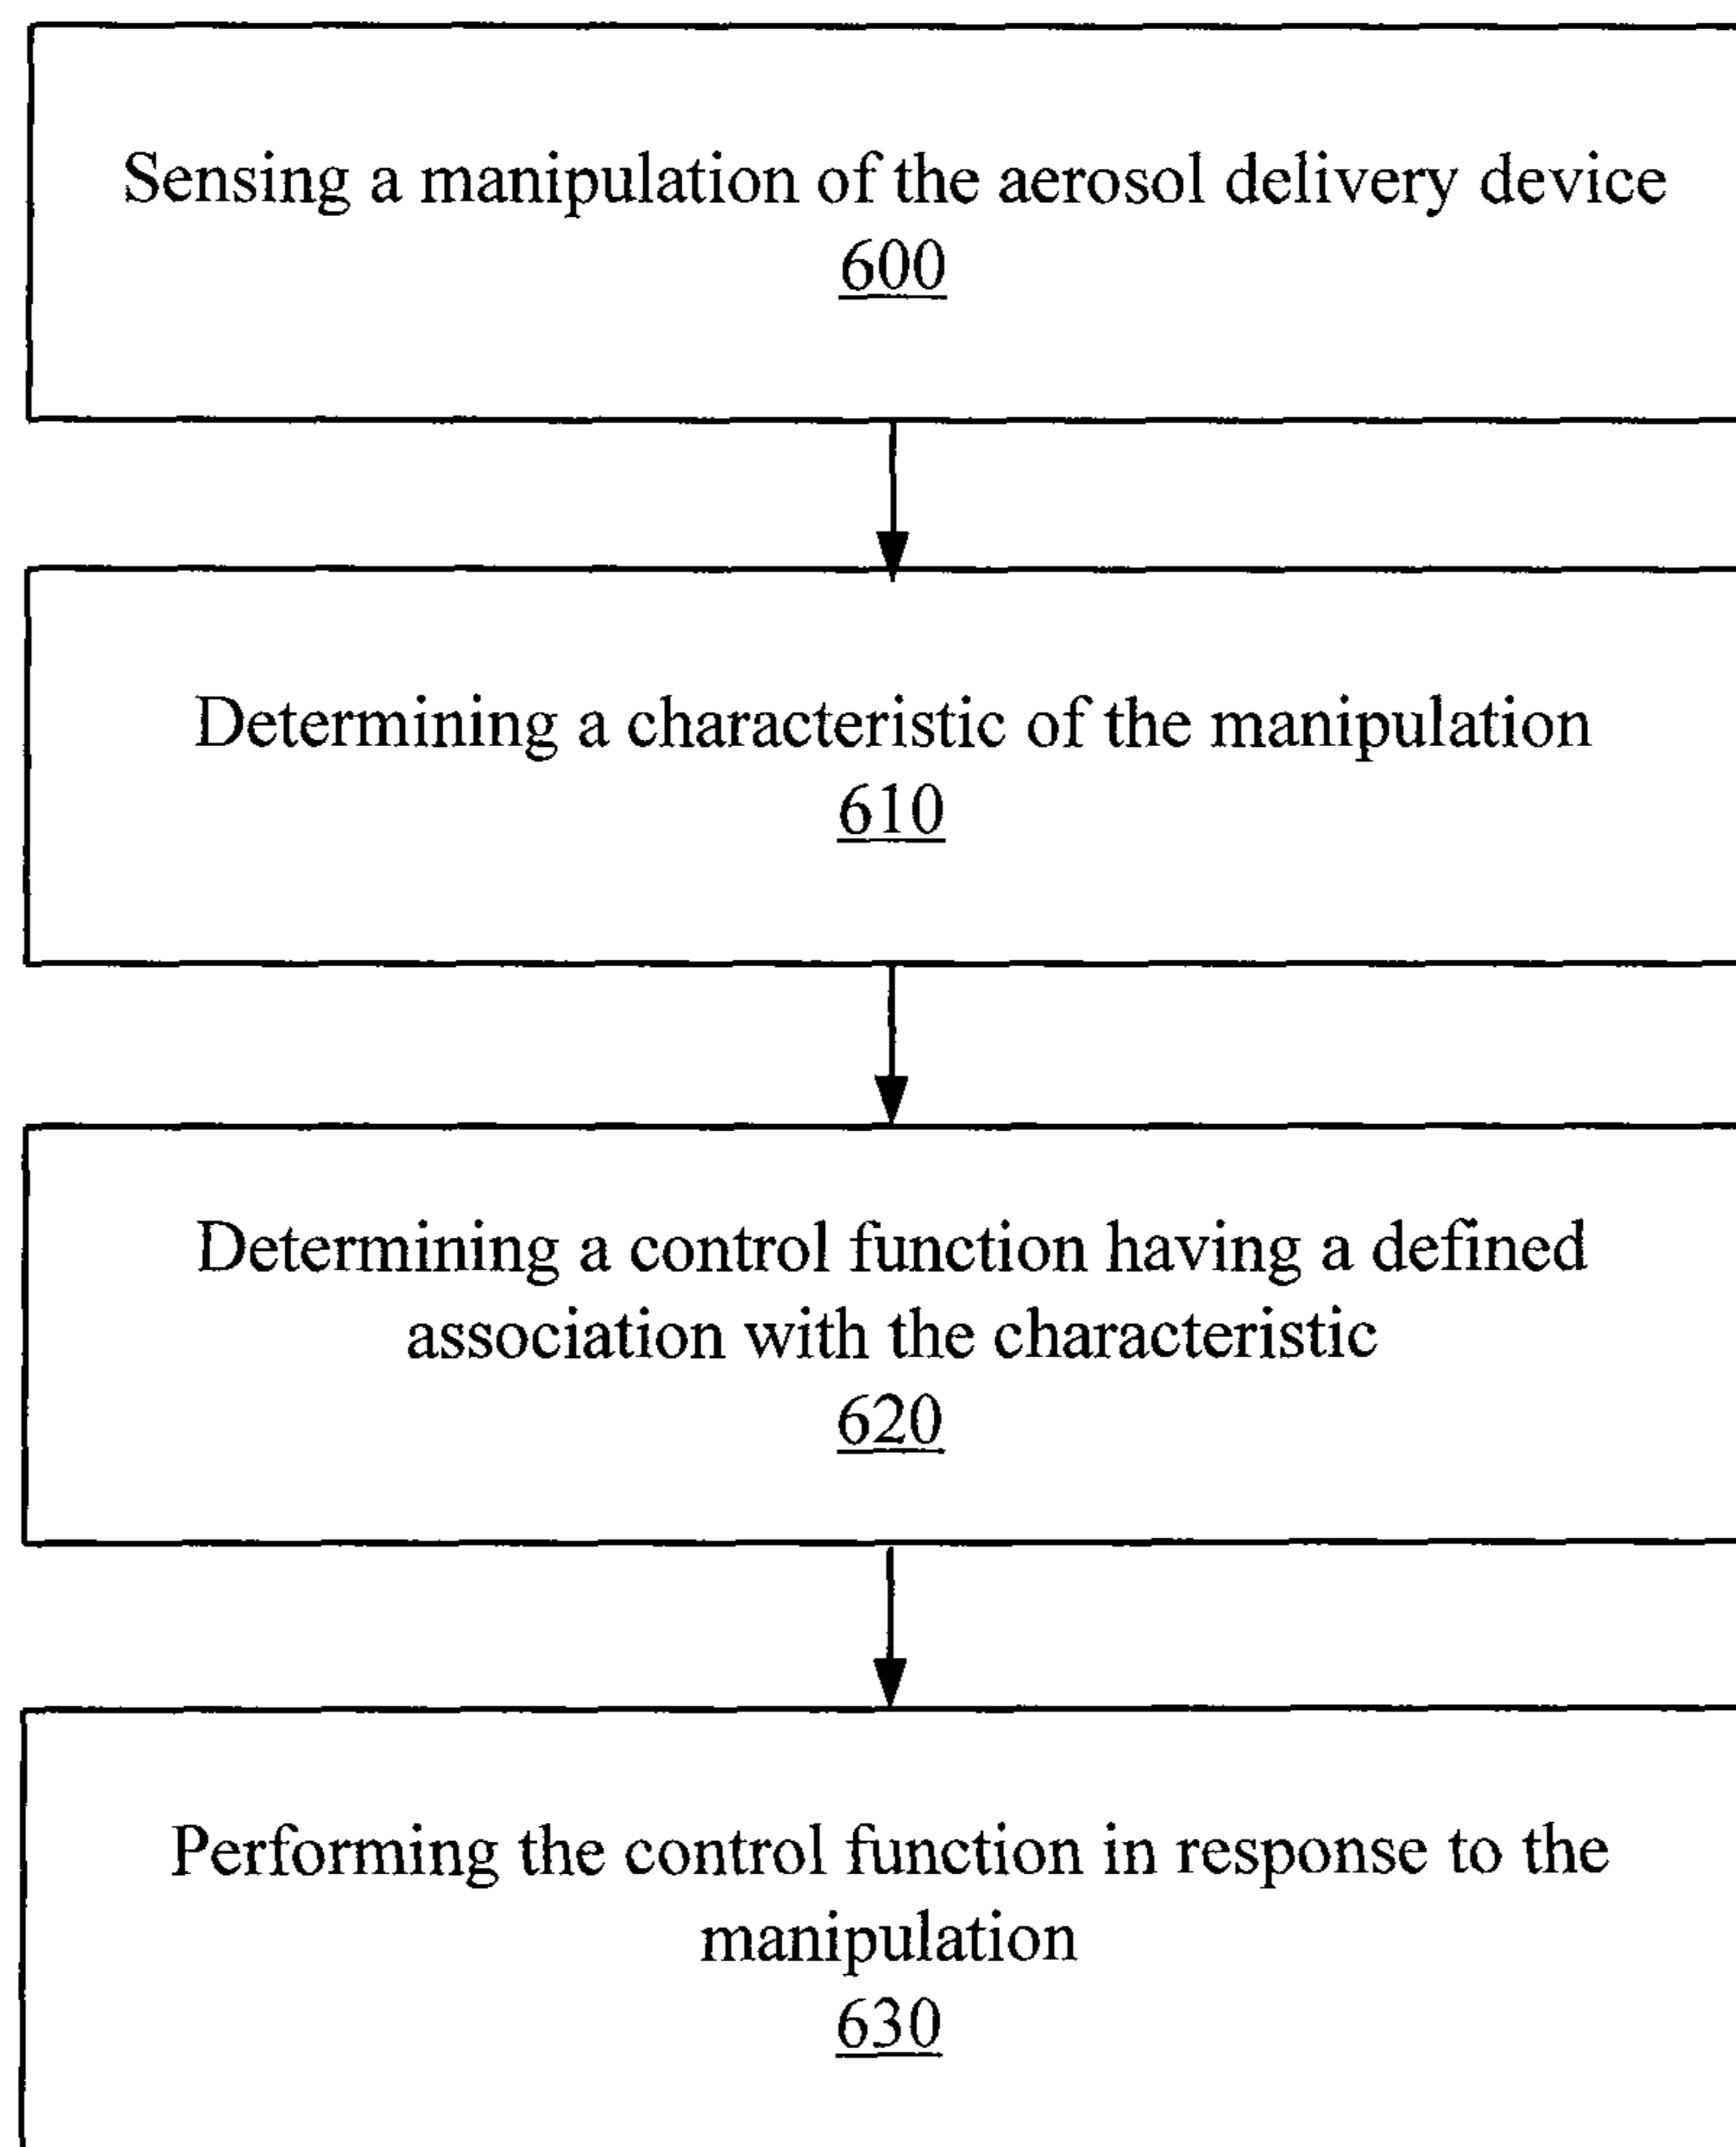 Sensing a manipulation of the aerosol delivery device
600
Determining a characteristic of the manipulation
610
Determining a control function having a defined
association with the characteristic
620
Performing the control function in response to the
manipulation
630